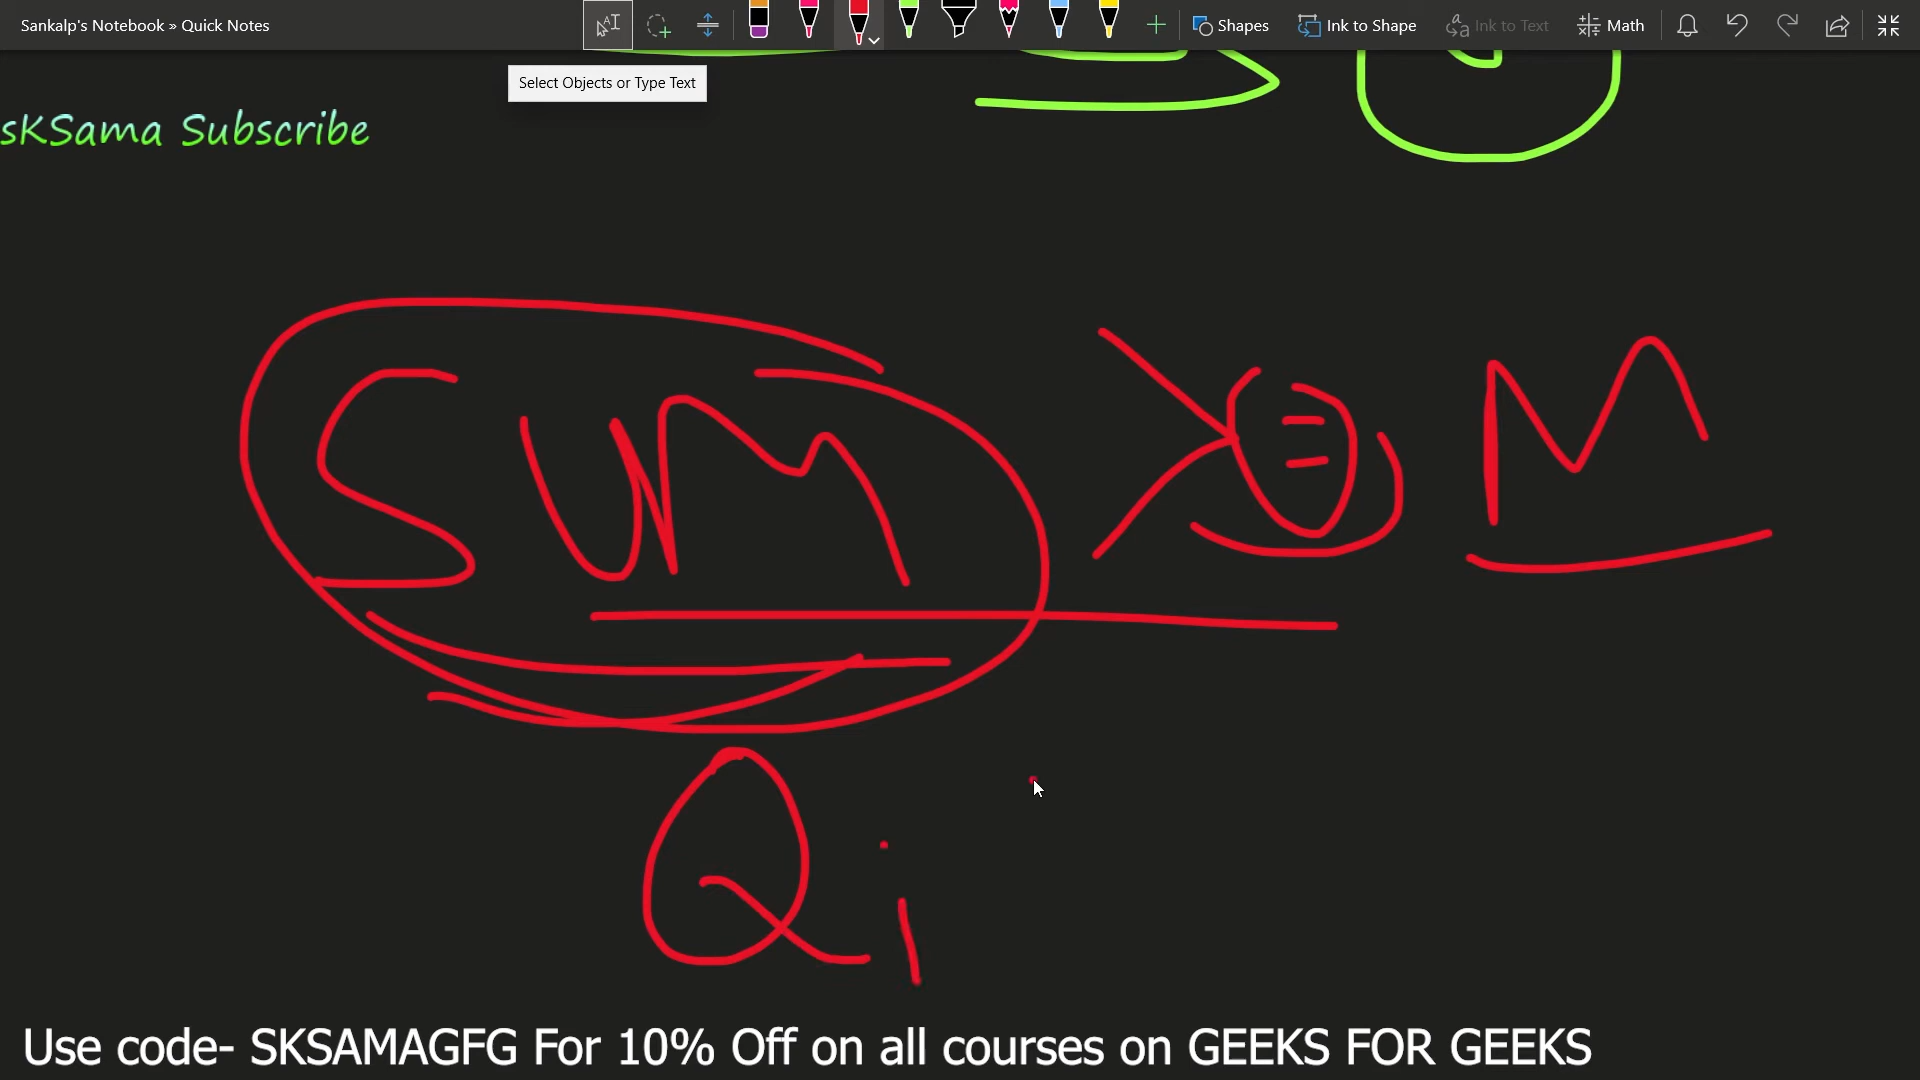 Sankalp's Notebook » Quick Notes
Shapes Ink to Shape Ink to Text Math
Select Objects or Type Text
sKSama Subscribe
SUM > = M
Qi
Use code- SKSAMAGFG For 10% Off on all courses on GEEKS FOR GEEKS